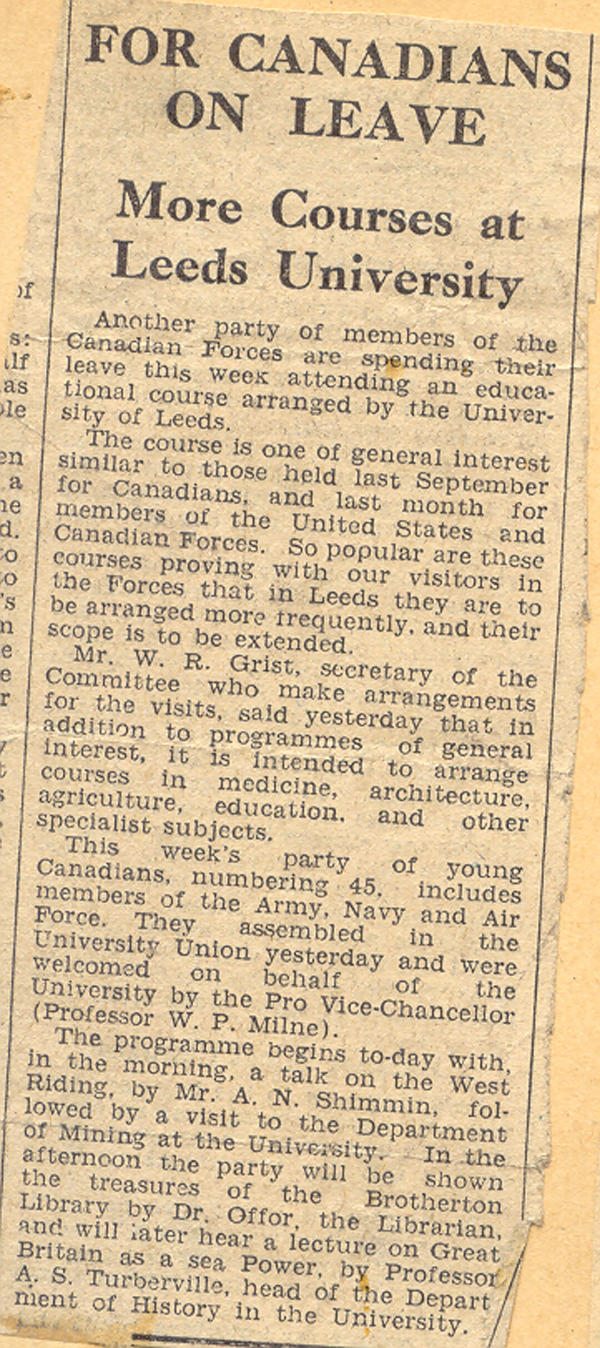 FOR CANADIANS
ON LEAVE
More Courses at
Leeds University
Another party of members of the
Canadian Forces are spending their
leave this week attending an educa-
tional course arranged by the Univer-
sity of Leeds.
The course is one of general interest
similar to those held last September
for Canadians, and last month for
members of the United States and
Canadian Forces. So popular are these
courses proving with our visitors in
the Forces that in Leeds they are to
be arranged more frequently, and their
scope is to be extended.
Mr. W. R. Grist, secretary of the
Committee who make arrangements
for the visits, said yesterday that in
addition to programmes of general
interest, it is intended to arrange
courses in medicine, architecture,
agriculture, education, and other
specialist subjects.
This week's party of young
Canadians, numbering 45, includes
members of the Army, Navy and Air
Force. They assembled in the
University Union yesterday and were
welcomed on behalf of the
University by the Pro Vice-Chancellor
(Professor W. P. Milne).
The programme begins to-day with,
in the morning, a talk on the West
Riding, by Mr. A. N. Shimmin, fol-
lowed by a visit to the Department
of Mining at the University. In the
afternoon the party will be shown
the treasures of the Brotherton
Library by Dr. Offor, the Librarian,
and will later hear a lecture on Great
Britain as a sea Power, by Professor
A. S. Turberville, head of the Depart
ment of History in the University.